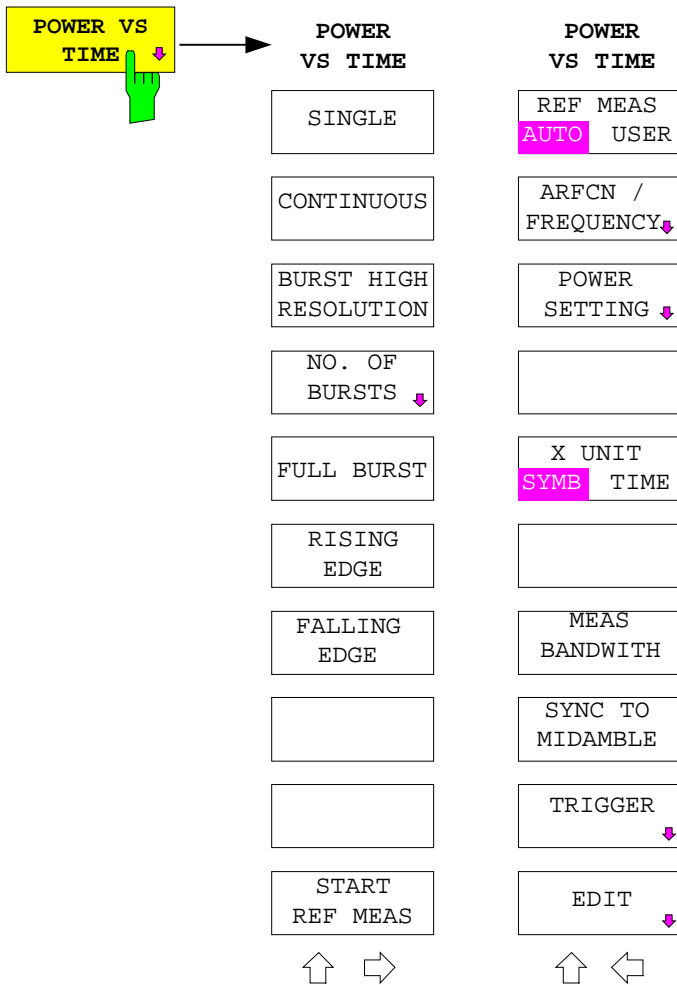 POWER VS
TIME
POWER
VS TIME
SINGLE
CONTINUOUS
BURST HIGH
RESOLUTION
NO. OF
BURSTS
FULL BURST
RISING
EDGE
FALLING
EDGE
START
REF MEAS
POWER
VS TIME
REF MEAS
AUTO USER
ARFCN /
FREQUENCY
POWER
SETTING
X UNIT
SYMB TIME
MEAS
BANDWITH
SYNC TO
MIDAMBLE
TRIGGER
EDIT